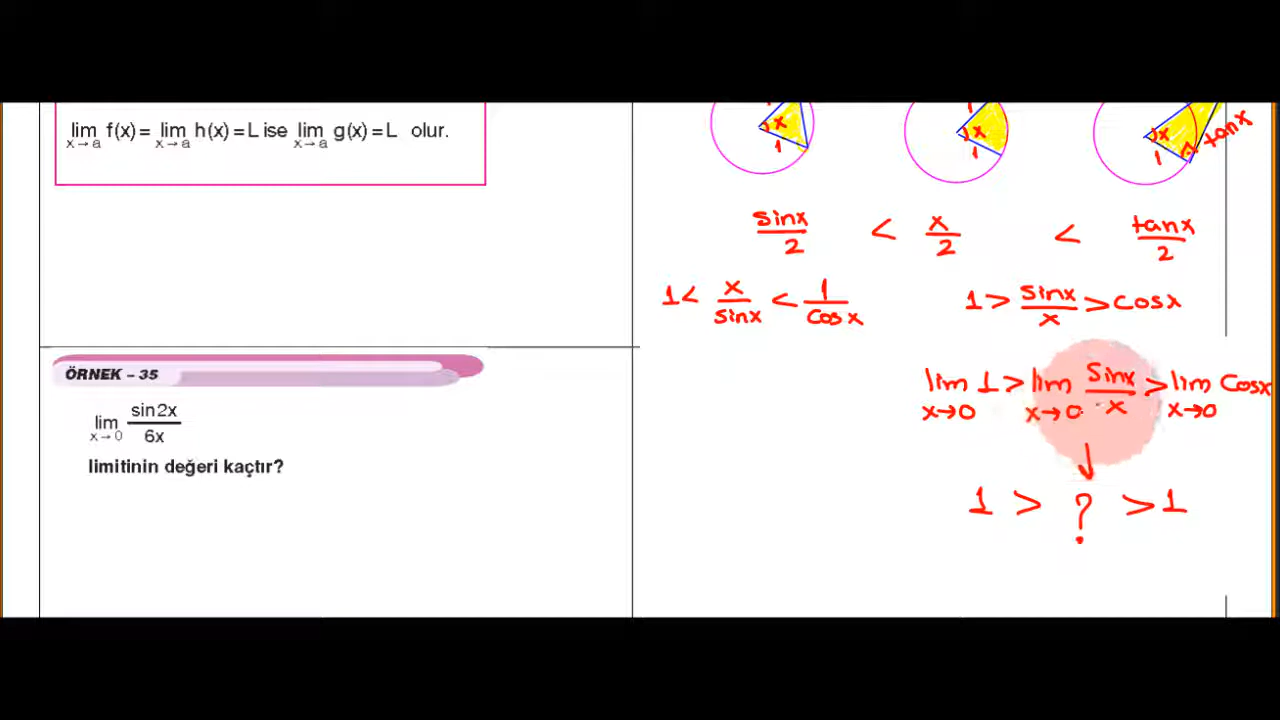 lim f(x) = lim h(x) = L ise lim g(x) = L olur.
x→a x→a x→a
ÖRNEK – 35
lim sin2x
x→0 6x
limitinin değeri kaçtır?
x 1
x 1
x 1 tanx
sinx/2 < x/2 < tanx/2
1 < x/sinx < 1/cosx 1 > sinx/x > cosx
lim 1 > lim sinx/x > lim cosx
x→0 x→0 x→0
1 > ? > 1